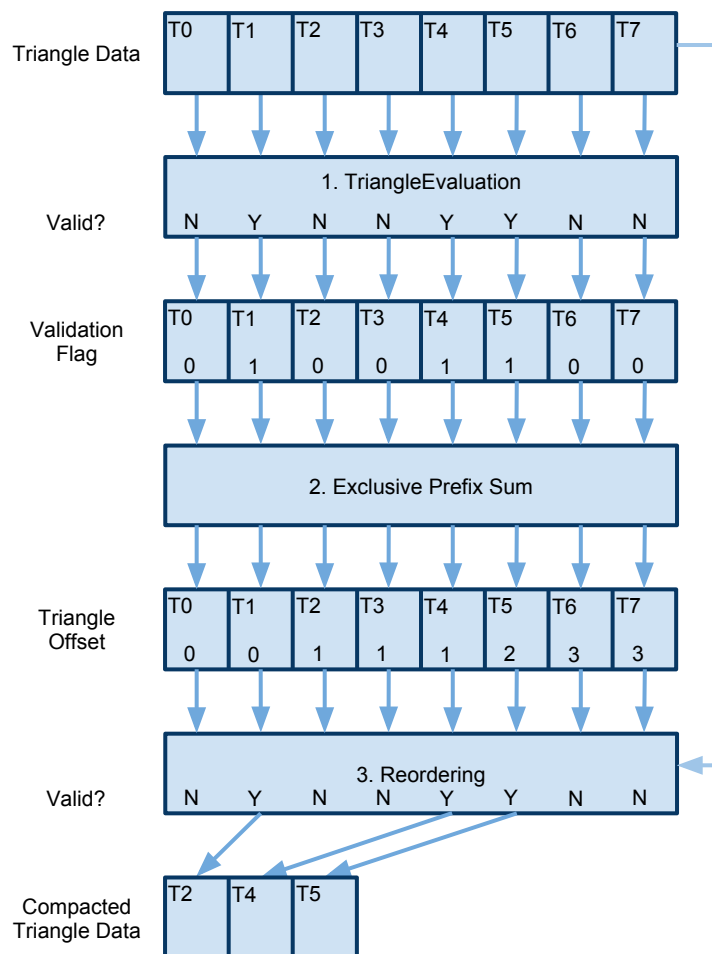 Triangle Data
T0 T1 T2 T3 T4 T5 T6 T7
1. TriangleEvaluation
Valid?
N Y N N Y Y N N
Validation
Flag
T0 T1 T2 T3 T4 T5 T6 T7
0 1 0 0 1 1 0 0
2. Exclusive Prefix Sum
Triangle
Offset
T0 T1 T2 T3 T4 T5 T6 T7
0 0 1 1 1 2 3 3
3. Reordering
Valid?
N Y N N Y Y N N
Compacted
Triangle Data
T2 T4 T5